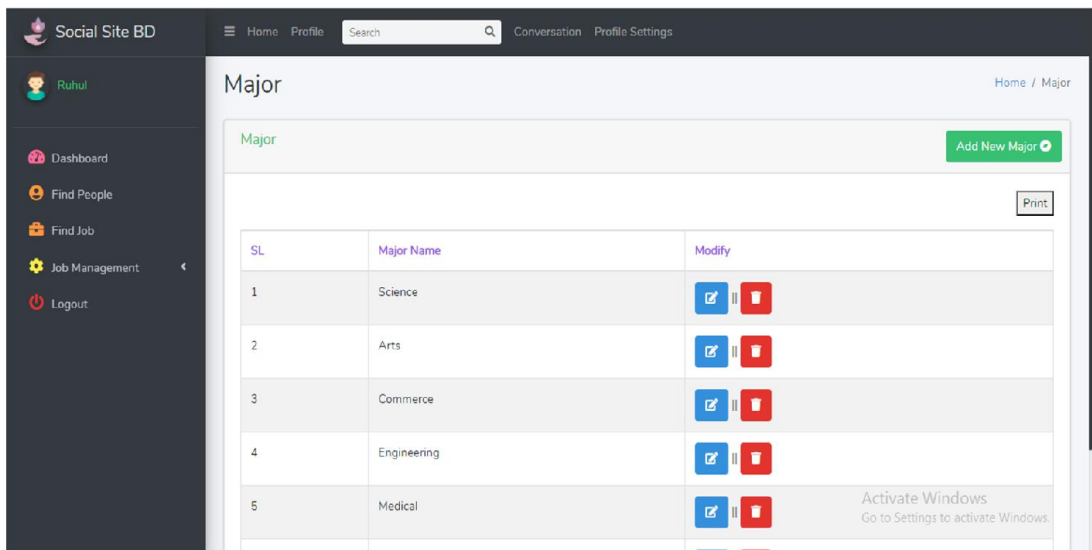 Social Site BD
Home Profile Search Conversation Profile Settings
Ruhul
Dashboard
Find People
Find Job
Job Management
Logout
Major
Home / Major
Major
Add New Major
Print
SL Major Name Modify
1 Science ||
2 Arts ||
3 Commerce ||
4 Engineering ||
5 Medical ||
Activate Windows
Go to Settings to activate Windows.